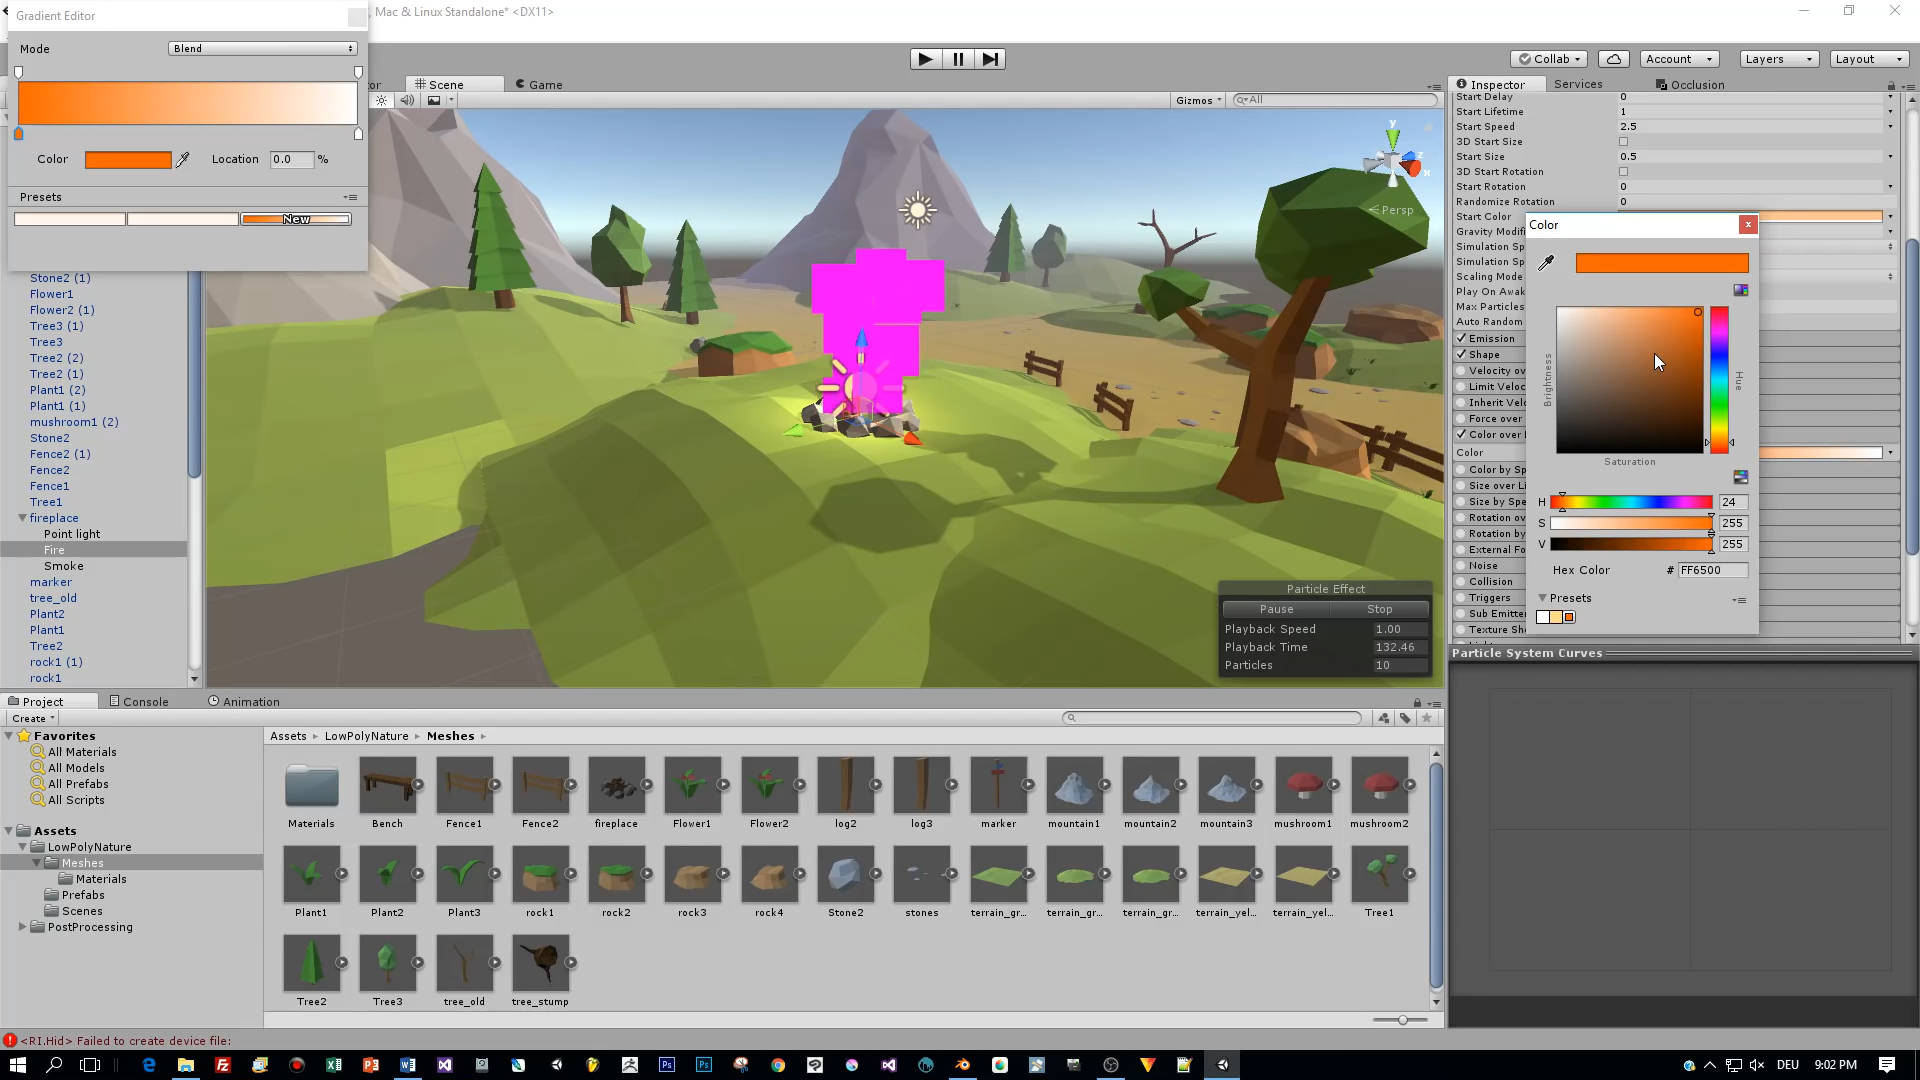 Gradient Editor
, Mac & Linux Standalone* <DX11>
Mode
Blend
Color
Location
0.0
%
Presets
New
Collab
Account
Layers
Layout
Scene
Game
Gizmos
All
Persp
Inspector
Services
Occlusion
Start Delay
0
Start Lifetime
1
Start Speed
2.5
3D Start Size
Start Size
0.5
3D Start Rotation
Start Rotation
0
Randomize Rotation
0
Start Color
Gravity Modifi
Simulation Sp
Simulation Sp
Scaling Mode
Play On Awak
Max Particles
Auto Random
Emission
Shape
Velocity ov
Limit Veloc
Inherit Veloc
Force over
Color over
Color
Color by Sp
Size over Li
Size by Spe
Rotation ov
Rotation by
External Fo
Noise
Collision
Triggers
Sub Emitte
Texture Sh
Color
Brightness
Hue
Saturation
H
24
S
255
V
255
Hex Color
# FF6500
Presets
Particle System Curves
Stone2 (1)
Flower1
Flower2 (1)
Tree3 (1)
Tree3
Tree2 (2)
Tree2 (1)
Plant1 (2)
Plant1 (1)
mushroom1 (2)
Stone2
Fence2 (1)
Fence2
Fence1
Tree1
fireplace
Point light
Fire
Smoke
marker
tree_old
Plant2
Plant1
Tree2
rock1 (1)
rock1
Particle Effect
Pause
Stop
Playback Speed
1.00
Playback Time
132.46
Particles
10
Project
Console
Animation
Create
Favorites
All Materials
All Models
All Prefabs
All Scripts
Assets
LowPolyNature
Meshes
Materials
Prefabs
Scenes
PostProcessing
Assets
LowPolyNature
Meshes
Materials
Bench
Fence1
Fence2
fireplace
Flower1
Flower2
log2
log3
marker
mountain1
mountain2
mountain3
mushroom1
mushroom2
Plant1
Plant2
Plant3
rock1
rock2
rock3
rock4
Stone2
stones
terrain_gr...
terrain_gr...
terrain_gr...
terrain_yel...
terrain_yel...
Tree1
Tree2
Tree3
tree_old
tree_stump
<RI.Hid> Failed to create device file:
DEU
9:02 PM